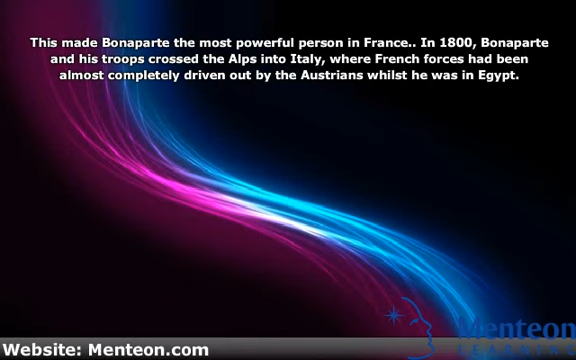 This made Bonaparte the most powerful person in France.. In 1800, Bonaparte
and his troops crossed the Alps into Italy, where French forces had been
almost completely driven out by the Austrians whilst he was in Egypt.
Menteon
LEARNING
Website: Menteon.com